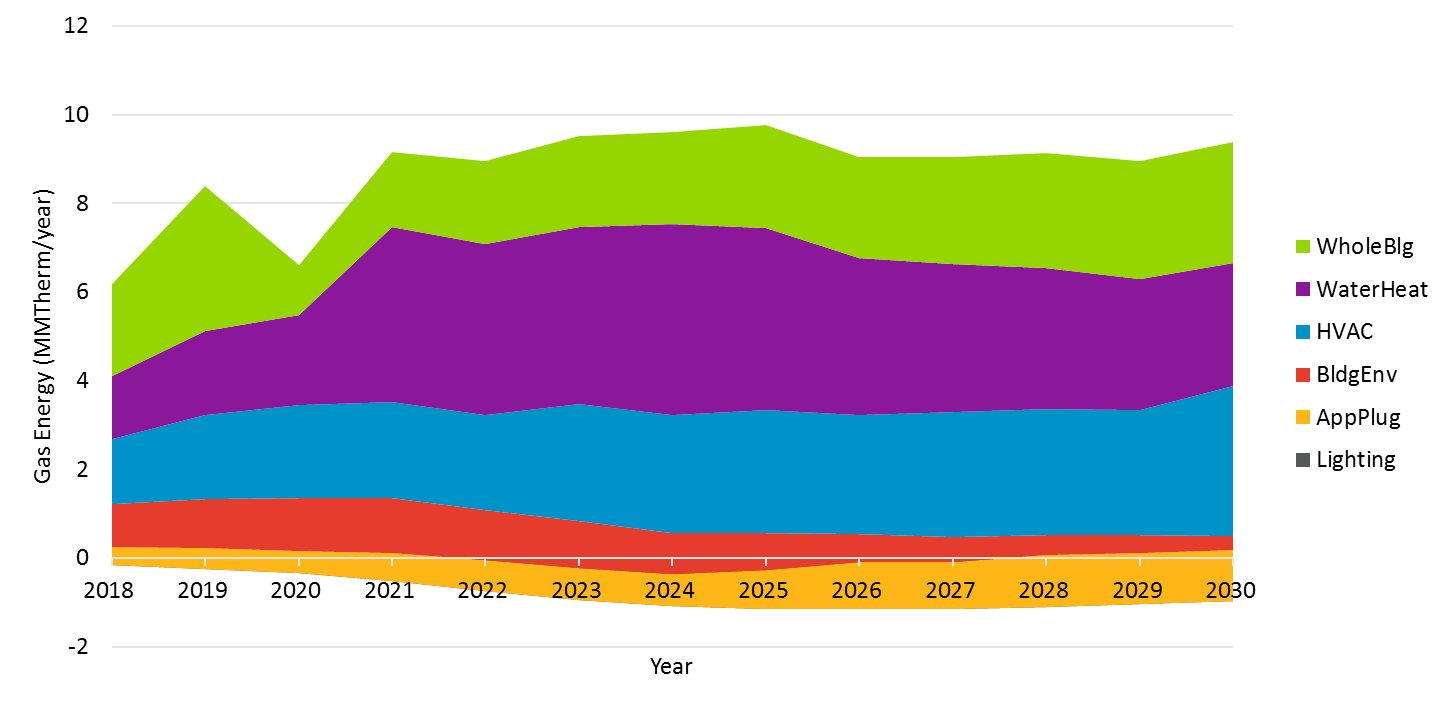 12
10
8
6
4
2
0
-2
Gas Energy (MMTherm/year)
2018 2019 2020 2021 2022 2023 2024 2025 2026 2027 2028 2029 2030
Year
WholeBlg
WaterHeat
HVAC
BldgEnv
AppPlug
Lighting